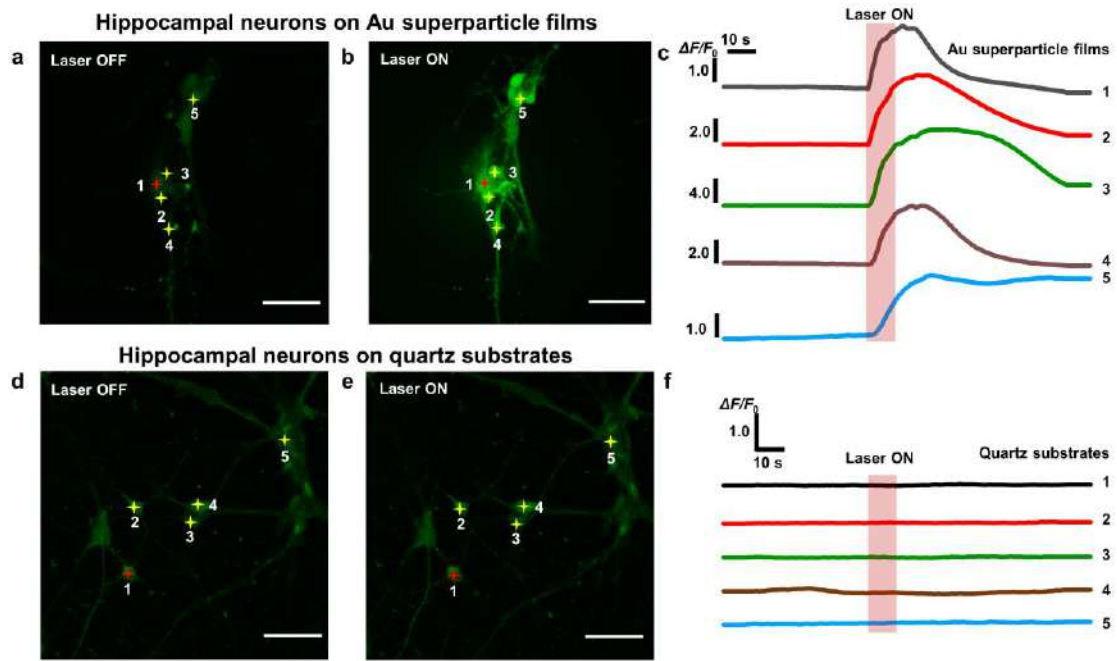 Hippocampal neurons on Au superparticle films
a
Laser OFF
5
1
3
2
4
b
Laser ON
5
1
3
2
4
c
Laser ON
10 s
ΔF/F0
Au superparticle films
1.0
1
2.0
2
4.0
3
2.0
4
5
1.0
Hippocampal neurons on quartz substrates
d
Laser OFF
5
4
2
3
1
e
Laser ON
5
4
2
3
1
f
ΔF/F0
1.0
10 s
Laser ON
Quartz substrates
1
2
3
4
5